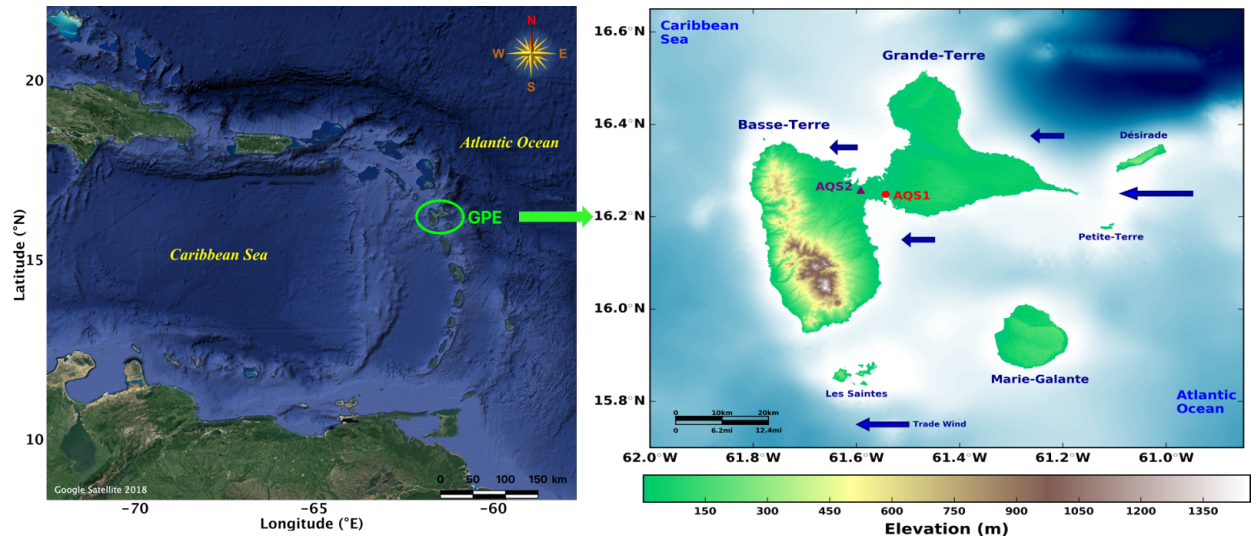 N
W
E
S
20
15
10
Latitude (°N)
Atlantic Ocean
GPE
Caribbean Sea
Google Satellite 2018
0 50 100 150 km
−70
−65
−60
Longitude (°E)
16.6°N
16.4°N
16.2°N
16.0°N
15.8°N
Caribbean
Sea
Grande-Terre
Basse-Terre
Désirade
AQS2
AQS1
Petite-Terre
Marie-Galante
Les Saintes
Atlantic
Ocean
0 10km 20km
0 6.2mi 12.4mi
Trade Wind
62.0°W
61.8°W
61.6°W
61.4°W
61.2°W
61.0°W
150 300 450 600 750 900 1050 1200 1350
Elevation (m)